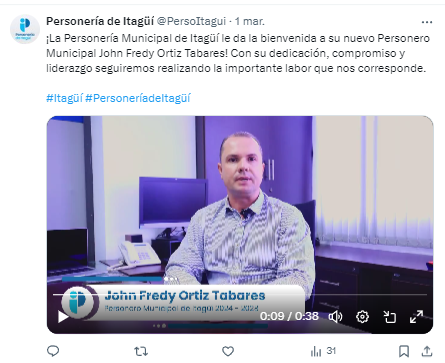 Personería de Itagüí @PersoItagui · 1 mar.
¡La Personería Municipal de Itagüí le da la bienvenida a su nuevo Personero
Municipal John Fredy Ortiz Tabares! Con su dedicación, compromiso y
liderazgo seguiremos realizando la importante labor que nos corresponde.
#Itagüí #PersoneríadeItagüí
John Fredy Ortiz Tabares
Personero Municipal de Itagüí 2024 - 2028
0:09 / 0:38
31